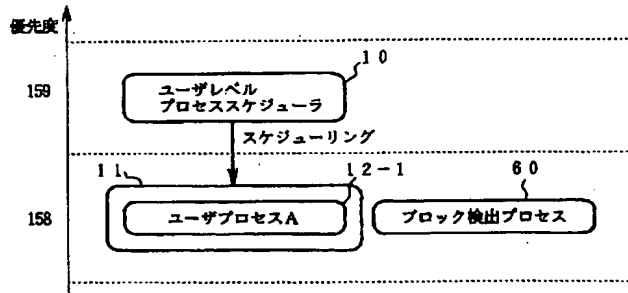 優先度
10
159
ユーザレベル
プロセススケジューラ
スケジューリング
11
12-1
60
158
ユーザプロセスA
ブロック検出プロセス